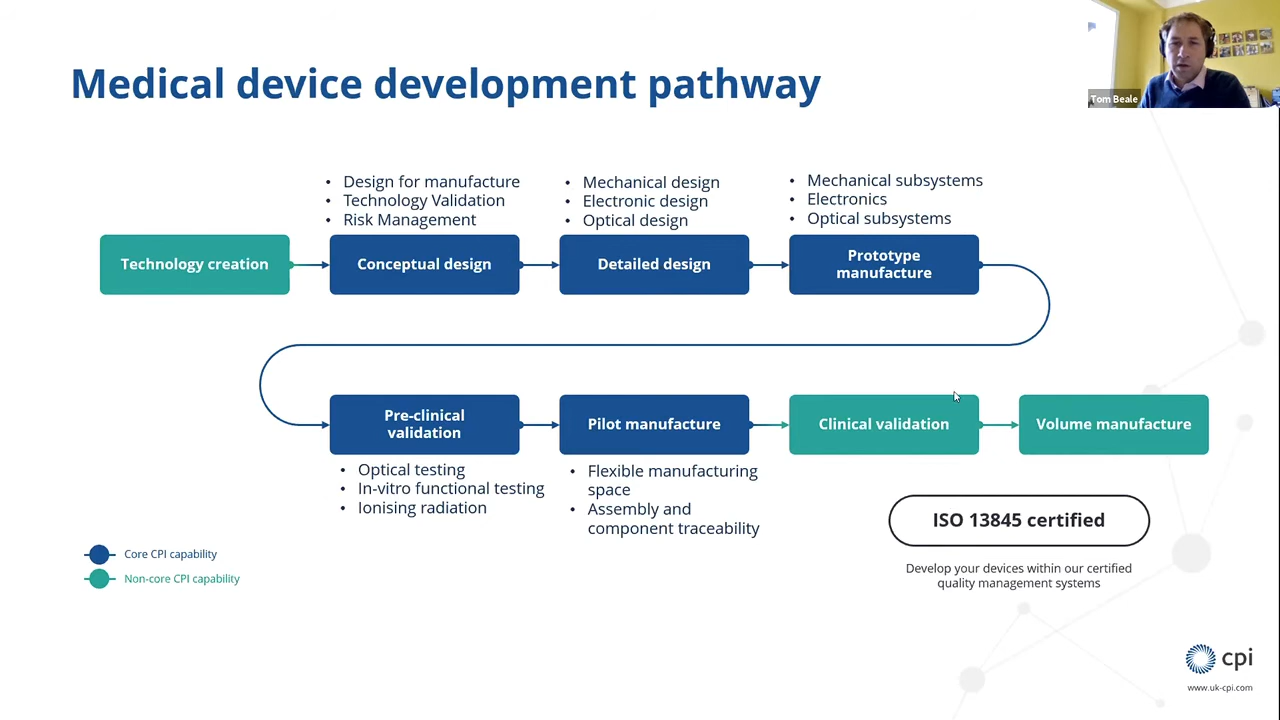 Medical device development pathway
Tom Beale
• Design for manufacture
• Technology Validation
• Risk Management
• Mechanical design
• Electronic design
• Optical design
• Mechanical subsystems
• Electronics
• Optical subsystems
Technology creation
Conceptual design
Detailed design
Prototype
manufacture
Pre-clinical
validation
Pilot manufacture
Clinical validation
Volume manufacture
• Optical testing
• In-vitro functional testing
• Ionising radiation
• Flexible manufacturing
space
• Assembly and
component traceability
ISO 13845 certified
Develop your devices within our certified
quality management systems
Core CPI capability
Non-core CPI capability
cpi
www.uk-cpi.com